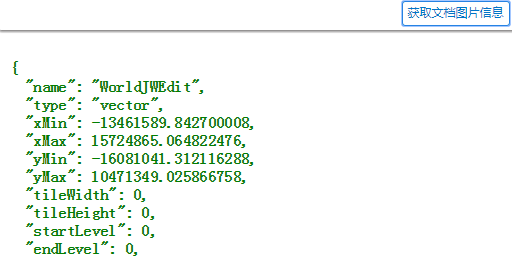 获取文档图片信息
{
"name": "WorldJWEdit",
"type": "vector",
"xMin": -13461589.842700008,
"xMax": 15724865.064822476,
"yMin": -16081041.312116288,
"yMax": 10471349.025866758,
"tileWidth": 0,
"tileHeight": 0,
"startLevel": 0,
"endLevel": 0,